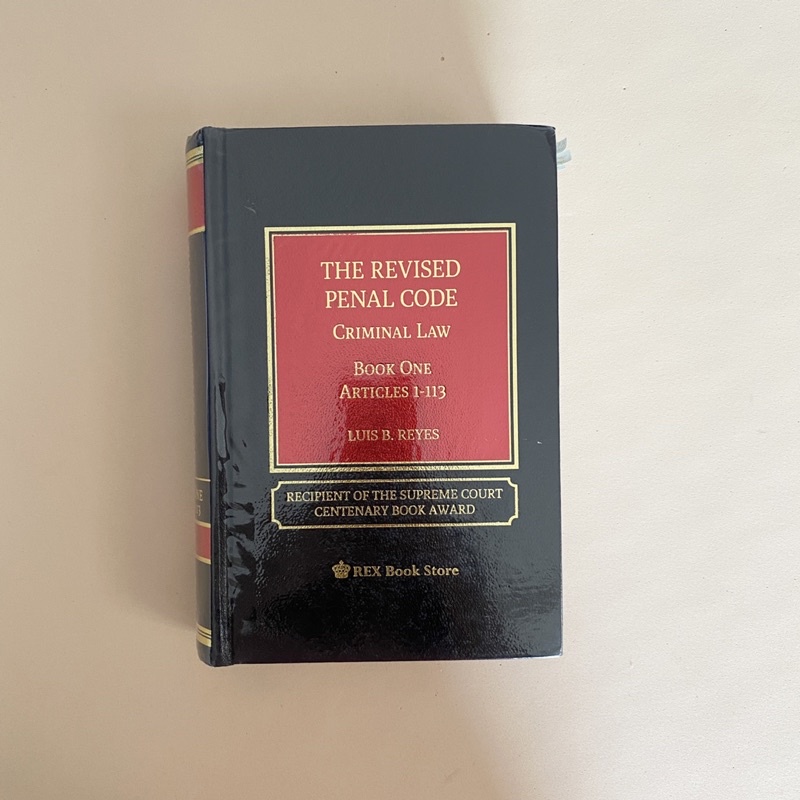 THE REVISED
PENAL CODE
CRIMINAL LAW
BOOK ONE
ARTICLES 1-113
LUIS B. REYES
RECIPIENT OF THE SUPREME COURT
CENTENARY BOOK AWARD
REX Book Store